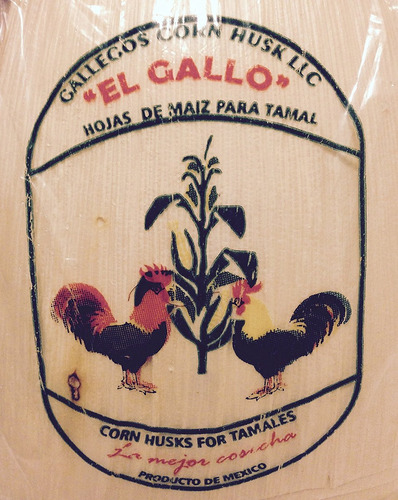 GALLEGOS CORN HUSK LLC
"EL GALLO"
HOJAS DE MAIZ PARA TAMAL
CORN HUSKS FOR TAMALES
La mejor cosecha
PRODUCTO DE MEXICO